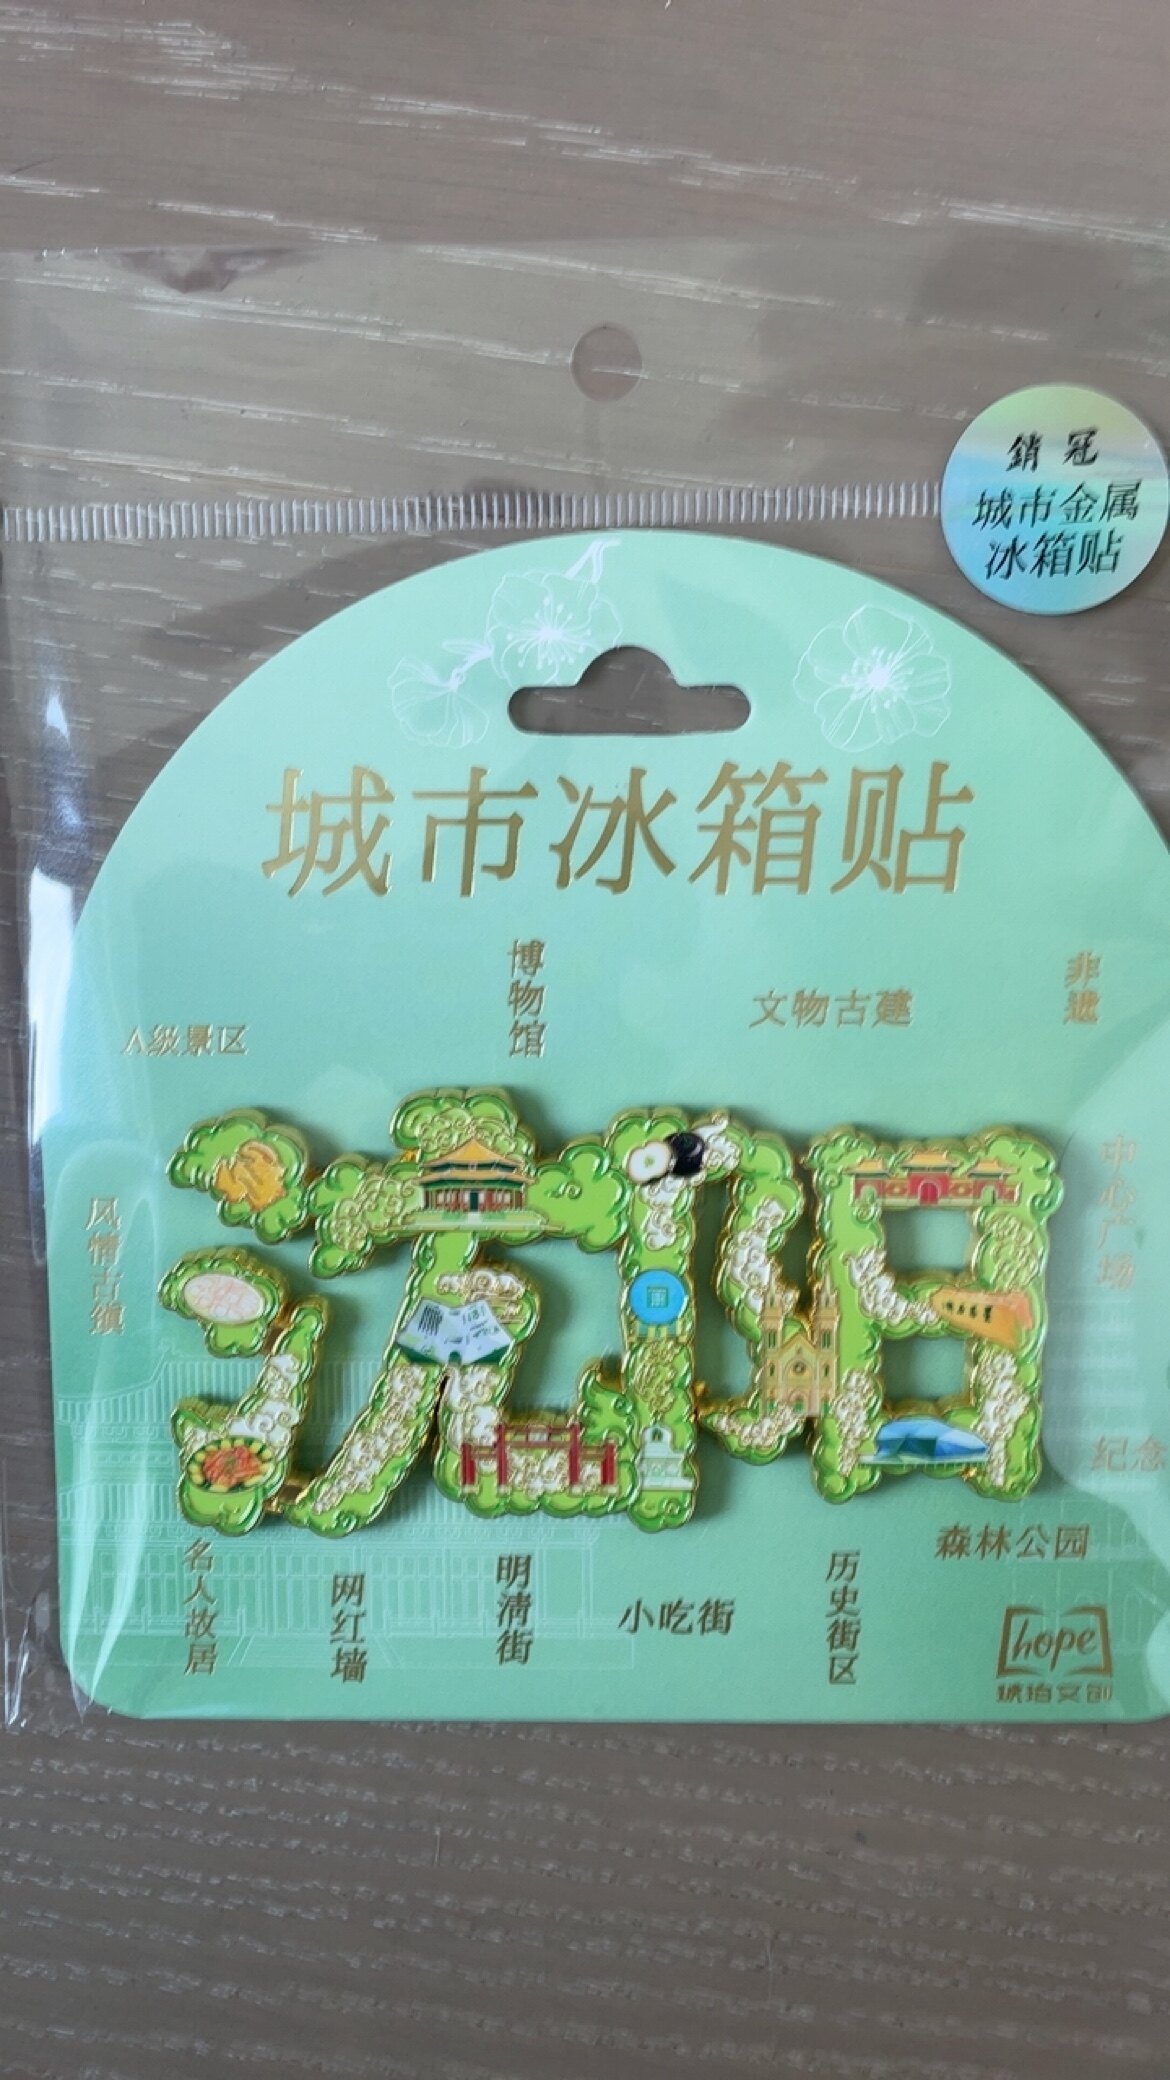 銷冠
城市金属
冰箱贴
城市冰箱贴
博物馆
文物古建
非遗
A级景区
中心广场
风情古镇
沈阳
纪念
森林公园
名人故居
网红墙
明清街
小吃街
历史街区
hope
琥珀文创